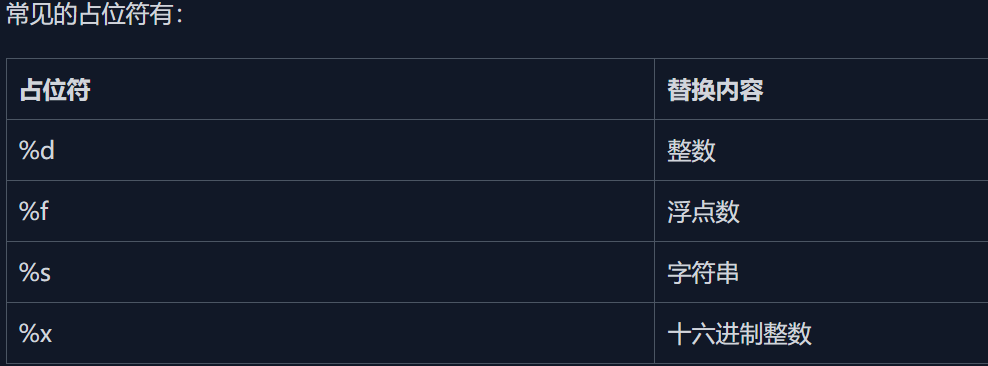 常见的占位符有：
占位符 替换内容
%d 整数
%f 浮点数
%s 字符串
%x 十六进制整数